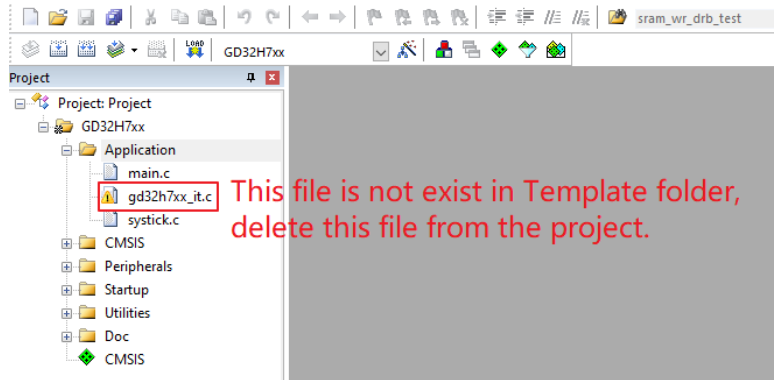 sram_wr_drb_test
LOAD
GD32H7xx
Project
Project: Project
GD32H7xx
Application
main.c
gd32h7xx_it.c
systick.c
CMSIS
Peripherals
Startup
Utilities
Doc
CMSIS
This file is not exist in Template folder,
delete this file from the project.